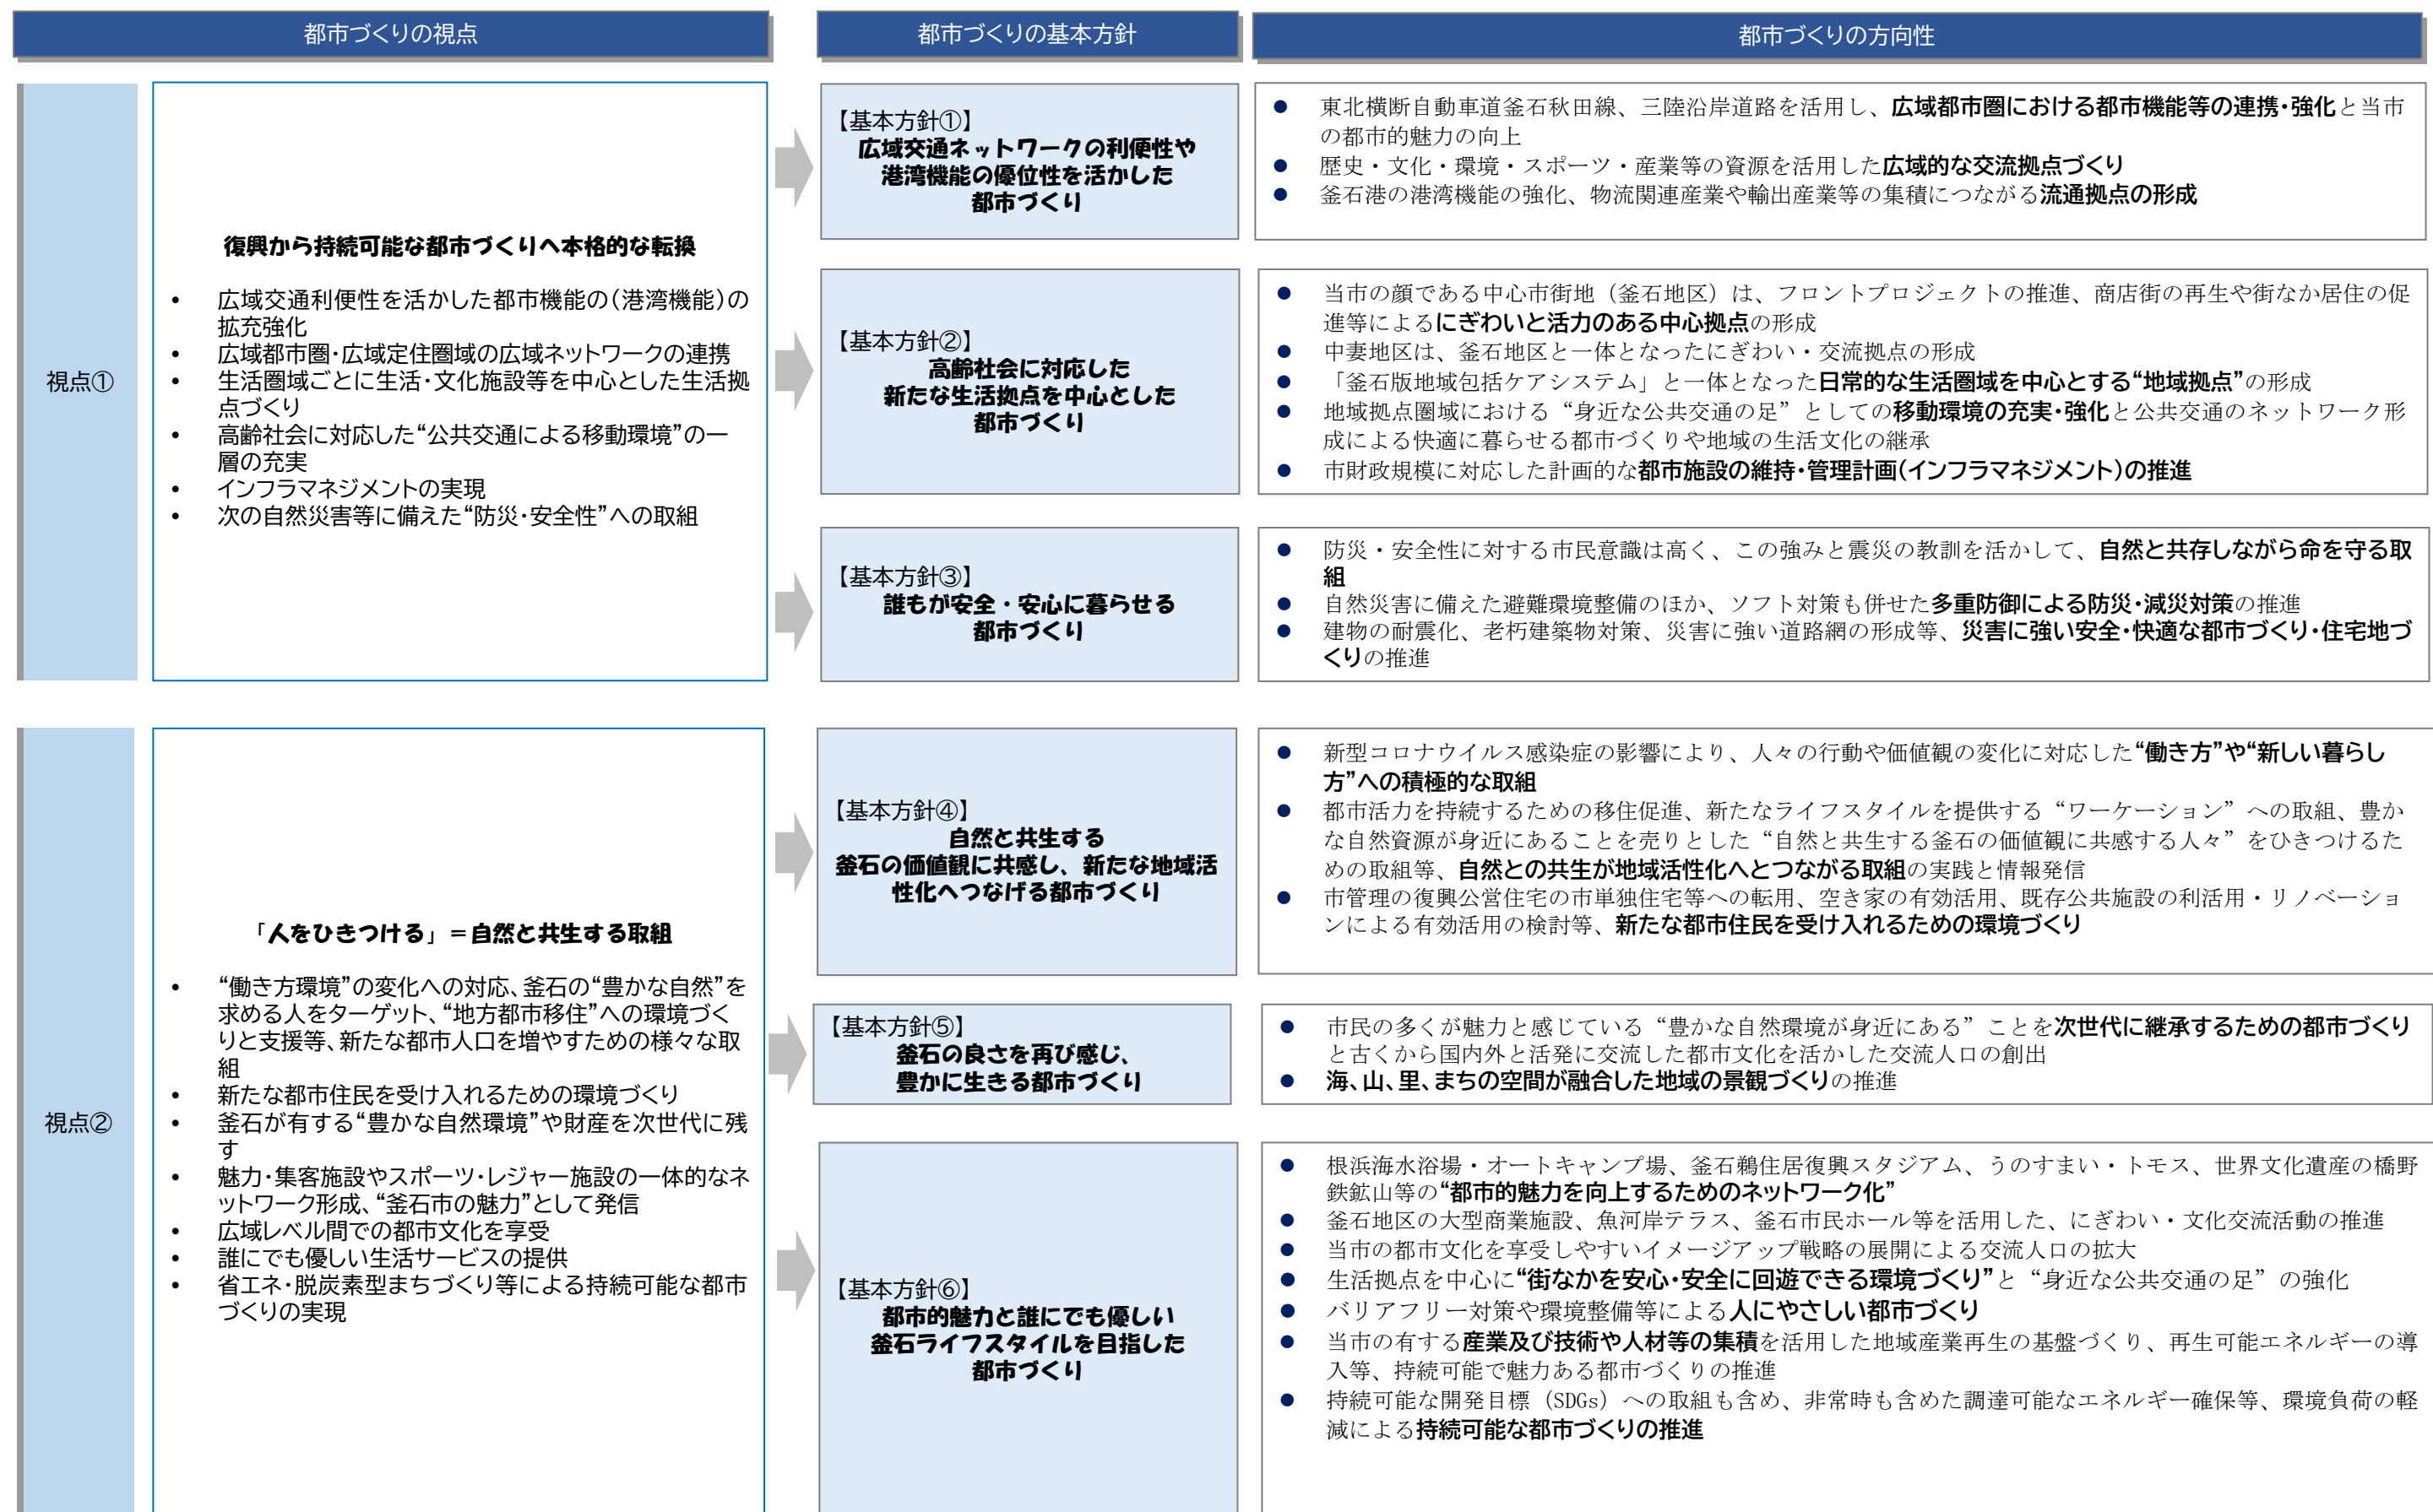 都市づくりの視点
都市づくりの基本方針
都市づくりの方向性
視点①
復興から持続可能な都市づくりへ本格的な転換
• 広域交通利便性を活かした都市機能の(港湾機能)の
拡充強化
• 広域都市圏・広域定住圏域の広域ネットワークの連携
• 生活圏域ごとに生活・文化施設等を中心とした生活拠
点づくり
• 高齢社会に対応した“公共交通による移動環境”の一
層の充実
• インフラマネジメントの実現
• 次の自然災害等に備えた“防災・安全性”への取組
【基本方針①】
広域交通ネットワークの利便性や
港湾機能の優位性を活かした
都市づくり
● 東北横断自動車道釜石秋田線、三陸沿岸道路を活用し、広域都市圏における都市機能等の連携・強化と当市
の都市的魅力の向上
● 歴史・文化・環境・スポーツ・産業等の資源を活用した広域的な交流拠点づくり
● 釜石港の港湾機能の強化、物流関連産業や輸出産業等の集積につながる流通拠点の形成
【基本方針②】
高齢社会に対応した
新たな生活拠点を中心とした
都市づくり
● 当市の顔である中心市街地（釜石地区）は、フロントプロジェクトの推進、商店街の再生や街なか居住の促
進等によるにぎわいと活力のある中心拠点の形成
● 中妻地区は、釜石地区と一体となったにぎわい・交流拠点の形成
● 「釜石版地域包括ケアシステム」と一体となった日常的な生活圏域を中心とする“地域拠点”の形成
● 地域拠点圏域における“身近な公共交通の足”としての移動環境の充実・強化と公共交通のネットワーク形
成による快適に暮らせる都市づくりや地域の生活文化の継承
● 市財政規模に対応した計画的な都市施設の維持・管理計画(インフラマネジメント)の推進
【基本方針③】
誰もが安全・安心に暮らせる
都市づくり
● 防災・安全性に対する市民意識は高く、この強みと震災の教訓を活かして、自然と共存しながら命を守る取
組
● 自然災害に備えた避難環境整備のほか、ソフト対策も併せた多重防御による防災・減災対策の推進
● 建物の耐震化、老朽建築物対策、災害に強い道路網の形成等、災害に強い安全・快適な都市づくり・住宅地づ
くりの推進
視点②
「人をひきつける」＝自然と共生する取組
• “働き方環境”の変化への対応、釜石の“豊かな自然”を
求める人をターゲット、“地方都市移住”への環境づく
りと支援等、新たな都市人口を増やすための様々な取
組
• 新たな都市住民を受け入れるための環境づくり
• 釜石が有する“豊かな自然環境”や財産を次世代に残
す
• 魅力・集客施設やスポーツ・レジャー施設の一体的なネ
ットワーク形成、“釜石市の魅力”として発信
• 広域レベル間での都市文化を享受
• 誰にでも優しい生活サービスの提供
• 省エネ・脱炭素型まちづくり等による持続可能な都市
づくりの実現
【基本方針④】
自然と共生する
釜石の価値観に共感し、新たな地域活
性化へつなげる都市づくり
● 新型コロナウイルス感染症の影響により、人々の行動や価値観の変化に対応した“働き方”や“新しい暮らし
方”への積極的な取組
● 都市活力を持続するための移住促進、新たなライフスタイルを提供する“ワーケーション”への取組、豊か
な自然資源が身近にあることを売りとした“自然と共生する釜石の価値観に共感する人々”をひきつけるた
めの取組等、自然との共生が地域活性化へとつながる取組の実践と情報発信
● 市管理の復興公営住宅の市単独住宅等への転用、空き家の有効活用、既存公共施設の利活用・リノベーショ
ンによる有効活用の検討等、新たな都市住民を受け入れるための環境づくり
【基本方針⑤】
釜石の良さを再び感じ、
豊かに生きる都市づくり
● 市民の多くが魅力と感じている“豊かな自然環境が身近にある”ことを次世代に継承するための都市づくり
と古くから国内外と活発に交流した都市文化を活かした交流人口の創出
● 海、山、里、まちの空間が融合した地域の景観づくりの推進
【基本方針⑥】
都市的魅力と誰にでも優しい
釜石ライフスタイルを目指した
都市づくり
● 根浜海水浴場・オートキャンプ場、釜石鵜住居復興スタジアム、うのすまい・トモス、世界文化遺産の橋野
鉄鉱山等の“都市的魅力を向上するためのネットワーク化”
● 釜石地区の大型商業施設、魚河岸テラス、釜石市民ホール等を活用した、にぎわい・文化交流活動の推進
● 当市の都市文化を享受しやすいイメージアップ戦略の展開による交流人口の拡大
● 生活拠点を中心に“街なかを安心・安全に回遊できる環境づくり”と“身近な公共交通の足”の強化
● バリアフリー対策や環境整備等による人にやさしい都市づくり
● 当市の有する産業及び技術や人材等の集積を活用した地域産業再生の基盤づくり、再生可能エネルギーの導
入等、持続可能で魅力ある都市づくりの推進
● 持続可能な開発目標（SDGs）への取組も含め、非常時も含めた調達可能なエネルギー確保等、環境負荷の軽
減による持続可能な都市づくりの推進